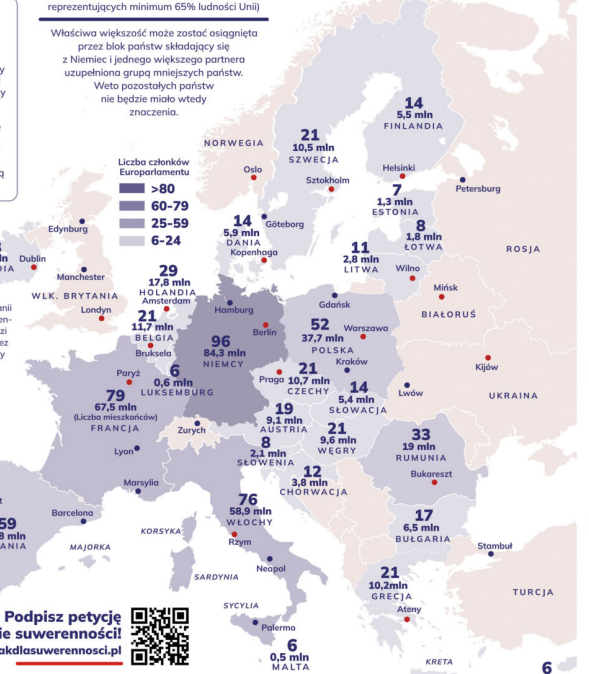 reprezentujących minimum 65% ludności Unii)
Właściwa większość może zostać osiągnięta
przez blok państw składający się
z Niemiec i jednego większego partnera
uzupełniona grupą mniejszych państw.
Weto pozostałych państw
nie będzie miało wtedy
znaczenia.
Liczba członków
Europarlamentu
>80
60-79
25-59
6-24
NORWEGIA
Oslo
21
10,5 mln
SZWECJA
Sztokholm
Göteborg
14
5,5 mln
FINLANDIA
Helsinki
Petersburg
7
1,3 mln
ESTONIA
8
1,8 mln
ŁOTWA
11
2,8 mln
LITWA
Wilno
ROSJA
Mińsk
BIAŁORUŚ
14
5,9 mln
DANIA
Kopenhaga
Edynburg
Dublin
Manchester
WLK. BRYTANIA
Londyn
29
17,8 mln
HOLANDIA
Amsterdam
21
11,7 mln
BELGIA
Bruksela
6
0,6 mln
LUKSEMBURG
Hamburg
Berlin
96
84,3 mln
NIEMCY
Gdańsk
52
37,7 mln
Warszawa
POLSKA
Kraków
Kijów
UKRAINA
Lwów
Praga
21
10,7 mln
CZECHY
14
5,4 mln
SŁOWACJA
Paryż
79
67,5 mln
(Liczba mieszkańców)
FRANCJA
Lyon
Marsylia
Zurych
19
9,1 mln
AUSTRIA
21
9,6 mln
WĘGRY
8
2,1 mln
SŁOWENIA
12
3,8 mln
CHORWACJA
33
19 mln
RUMUNIA
Bukareszt
17
6,5 mln
BUŁGARIA
Stambuł
TURCJA
59
8 mln
ANIA
Barcelona
MAJORKA
KORSYKA
SARDYNIA
76
58,9 mln
WŁOCHY
Rzym
Neapol
SYCYLIA
Palermo
6
0,5 mln
MALTA
21
10,2mln
GRECJA
Ateny
KRETA
6
Podpisz petycję
ie suwerenności!
akdlasuwerennosci.pl